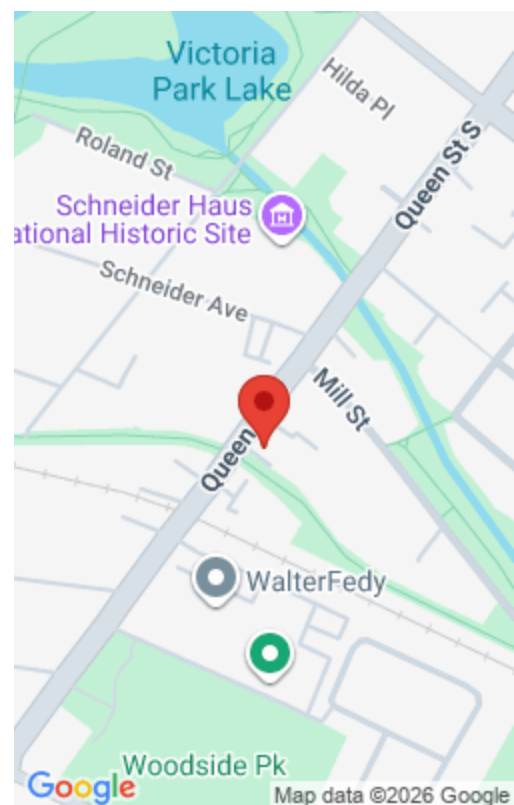 Victoria
Park Lake
Hilda Pl
Roland St
Queen St S
Schneider Haus
ational Historic Site
Schneider Ave
Mill St
Queen
WalterFedy
Woodside Pk
Google
Map data ©2026 Google